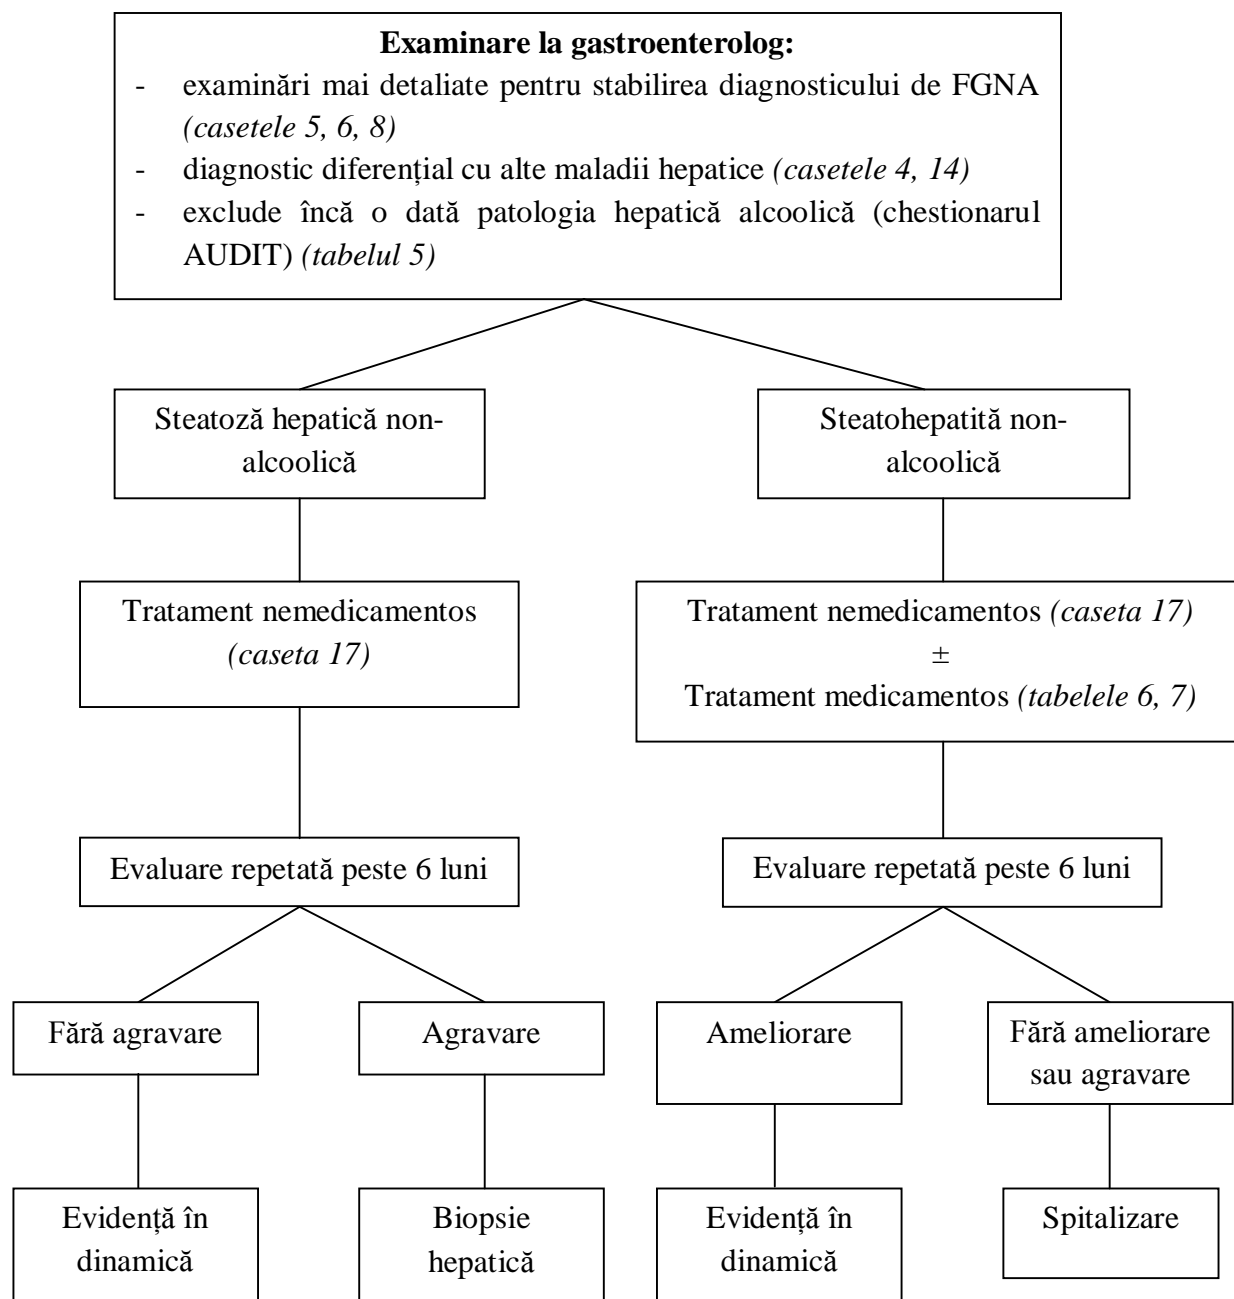 Examinare la gastroenterolog:
- examinări mai detaliate pentru stabilirea diagnosticului de FGNA
(casetele 5, 6, 8)
- diagnostic diferențial cu alte maladii hepatice (casetele 4, 14)
- exclude încă o dată patologia hepatică alcoolică (chestionarul
AUDIT) (tabelul 5)
Steatoză hepatică non-
alcoolică
Steatohepatită non-
alcoolică
Tratament nemedicamentos
(caseta 17)
Tratament nemedicamentos (caseta 17)
±
Tratament medicamentos (tabelele 6, 7)
Evaluare repetată peste 6 luni
Evaluare repetată peste 6 luni
Fără agravare
Agravare
Ameliorare
Fără ameliorare
sau agravare
Evidență în
dinamică
Biopsie
hepatică
Evidență în
dinamică
Spitalizare